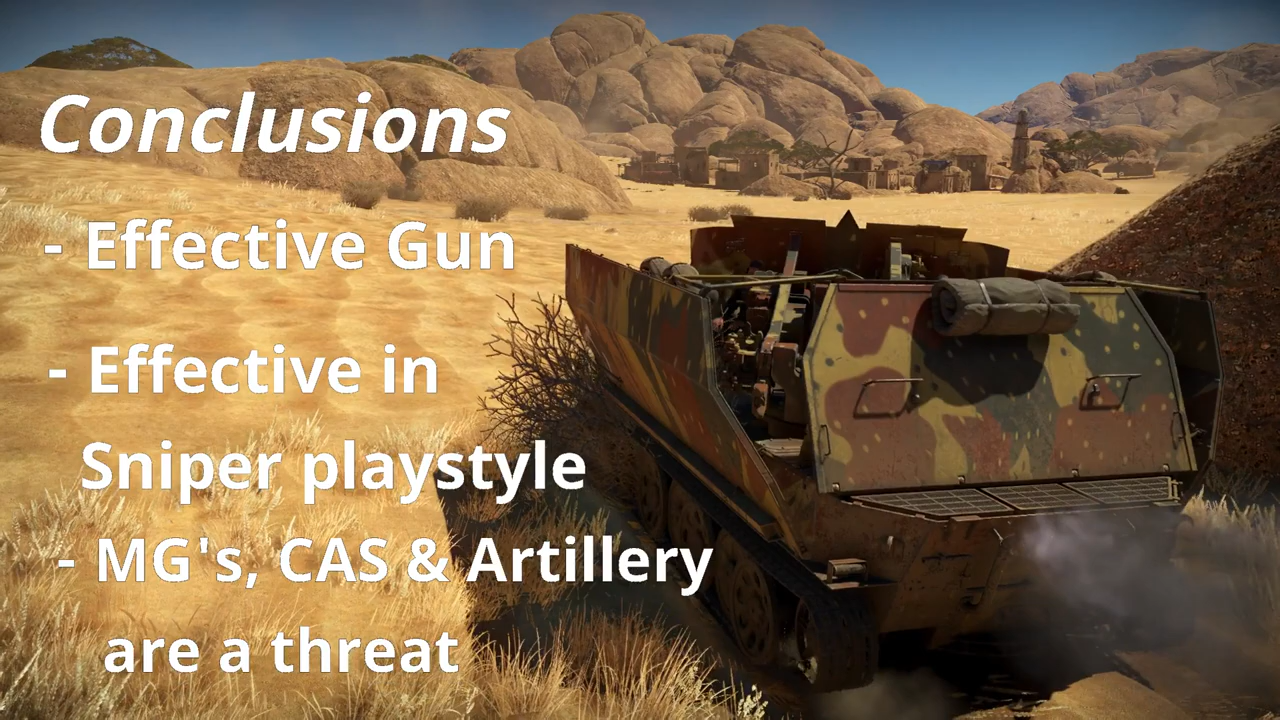 Conclusions
- Effective Gun
- Effective in
Sniper playstyle
- MG's, CAS & Artillery
are a threat